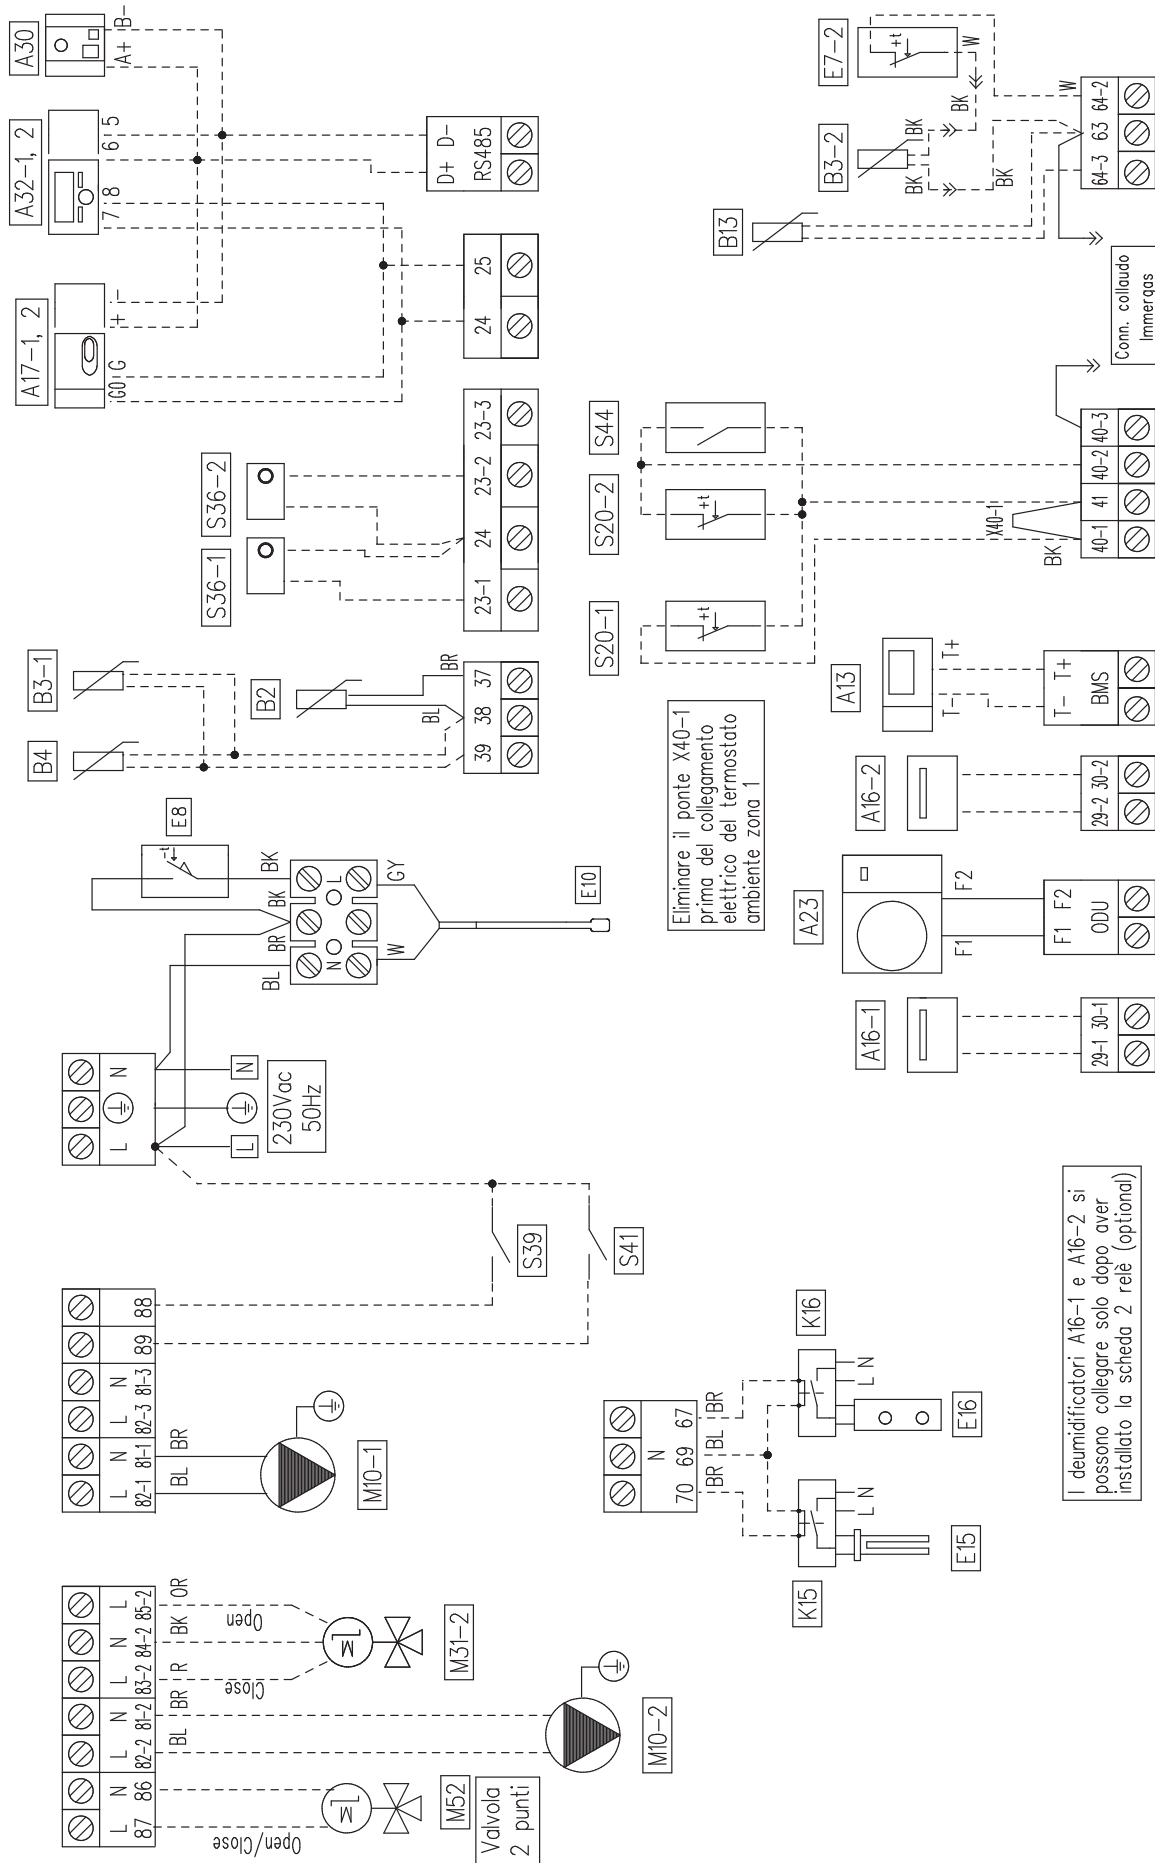 A30
B-
A+
A32-1, 2
5
6
8
7
A17-1, 2
-
+
G
G0
D+ D-
RS485
25
24
S36-2
S36-1
23-3
23-2
24
23-1
B3-1
B4
B2
BR
BL
37
38
39
E8
-t
BK
BK
BR
BL
L
N
GY
W
E10
N
L
N
L
230Vac
50Hz
S39
S41
88
89
N 81-3
L 82-3
N 81-1
L 82-1
BR
BL
M10-1
L 85-2
N 84-2
L 83-2
N 81-2
L 82-2
N 86
L 87
OR
BK
R
BR
BL
Open
Close
Open/Close
M
M31-2
M10-2
M
M52
Valvola
2 punti
E7-2
+t
W
BK
W
B3-2
BK
BK
BK
B13
64-2
63
64-3
Conn. collaudo
Immergas
S44
S20-2
+t
S20-1
+t
X40-1
BK
40-3
40-2
41
40-1
Eliminare il ponte X40-1
prima del collegamento
elettrico del termostato
ambiente zona 1
A13
T+
T-
T- T+
BMS
A16-2
30-2
29-2
A23
F2
F1
F1 F2
ODU
A16-1
30-1
29-1
N
70 69 67
BR
BL
BR
K16
N
L
E16
K15
N
L
E15
I deumidificatori A16-1 e A16-2 si
possono collegare solo dopo aver
installato la scheda 2 relè (optional)